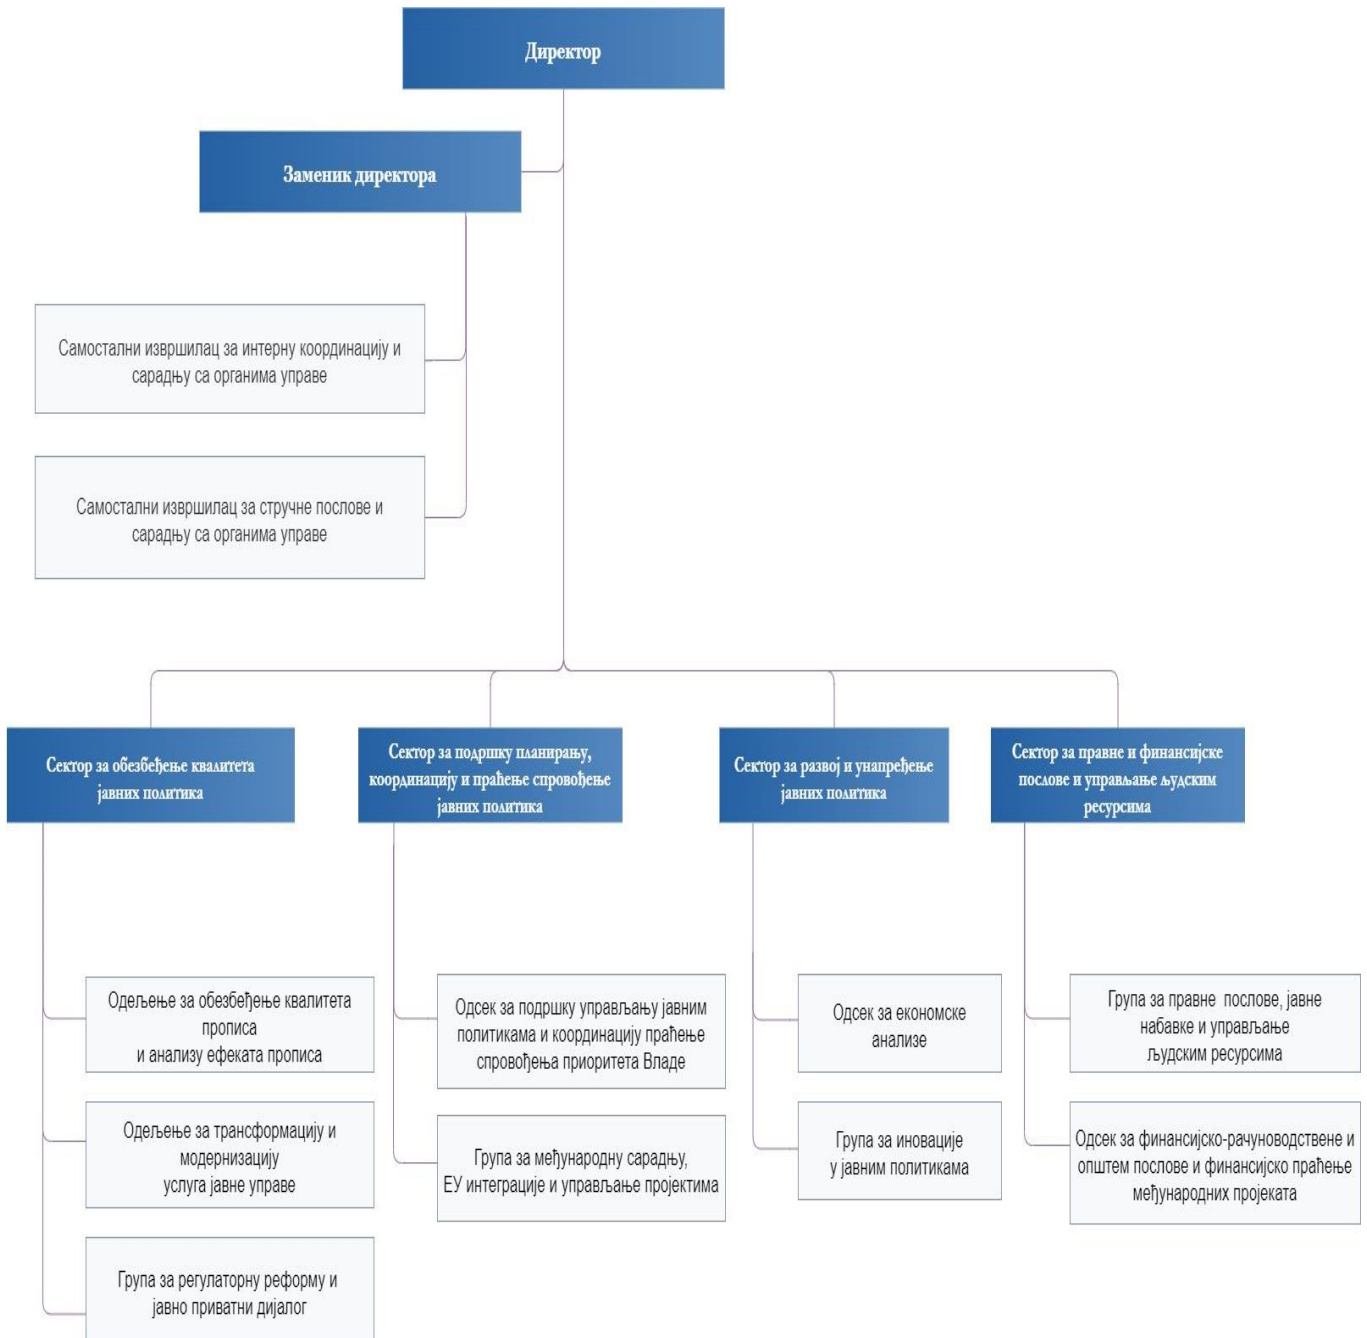 Директор
Заменик директора
Самостални извршилац за интерну координацију и
сарадњу са органима управе
Самостални извршилац за стручне послове и
сарадњу са органима управе
Сектор за обезбеђење квалитета
јавних политика
Одељење за обезбеђење квалитета
прописа
и анализу ефеката прописа
Одељење за трансформацију и
модернизацију
услуга јавне управе
Група за регулаторну реформу и
јавно приватни дијалог
Сектор за подршку планирању,
координацију и праћење спровођење
јавних политика
Одсек за подршку управљању јавним
политикама и координацију праћење
спровођења приоритета Владе
Група за међународну сарадњу,
ЕУ интеграције и управљање пројектима
Сектор за развој и унапређење
јавних политика
Одсек за економске
анализе
Група за иновације
у јавним политикама
Сектор за правне и финансијске
послове и управљање људским
ресурсима
Група за правне послове, јавне
набавке и управљање
људским ресурсима
Одсек за финансијско-рачуноводствене и
општем послове и финансијско праћење
међународних пројеката